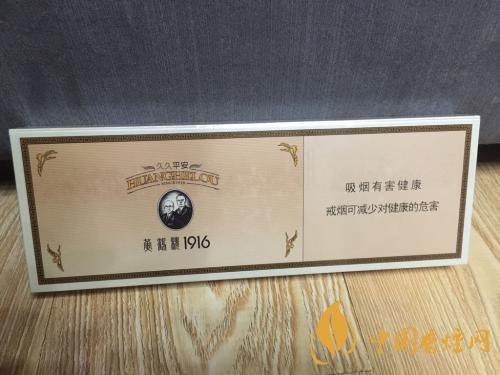 久久平安
HUANGHELOU
黄鹤楼1916
吸烟有害健康
戒烟可减少对健康的危害
中国香烟网